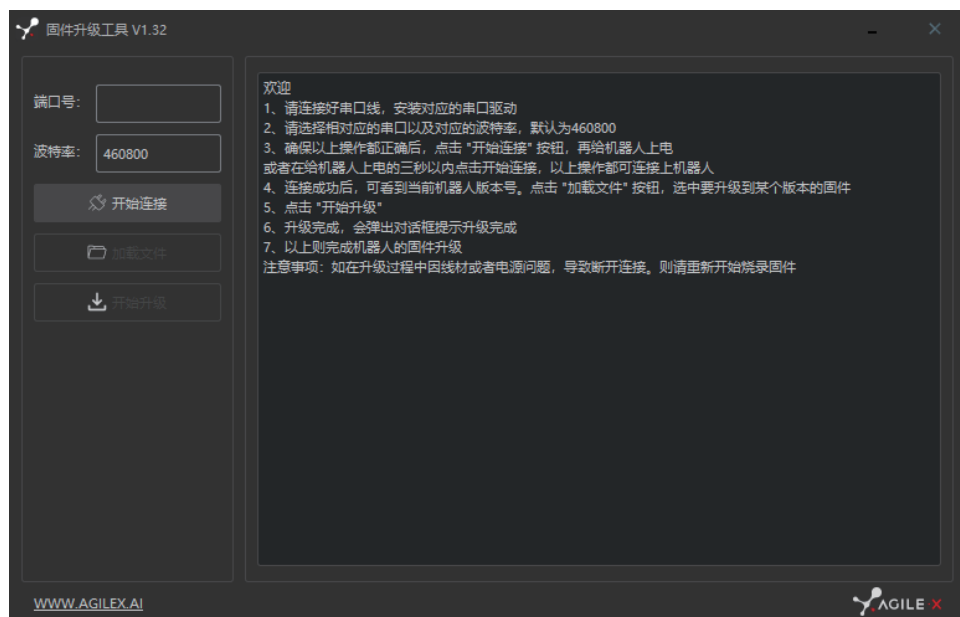 固件升级工具 V1.32
端口号:
波特率: 460800
开始连接
加载文件
开始升级
欢迎
1、请连接好串口线，安装对应的串口驱动
2、请选择相对应的串口以及对应的波特率，默认为460800
3、确保以上操作都正确后，点击 "开始连接" 按钮，再给机器人上电
或者在给机器人上电的三秒以内点击开始连接，以上操作都可连接上机器人
4、连接成功后，可看到当前机器人版本号。点击 "加载文件" 按钮，选中要升级到某个版本的固件
5、点击 "开始升级"
6、升级完成，会弹出对话框提示升级完成
7、以上则完成机器人的固件升级
注意事项：如在升级过程中因线材或者电源问题，导致断开连接。则请重新开始烧录固件
WWW.AGILEX.AI
AGILE X